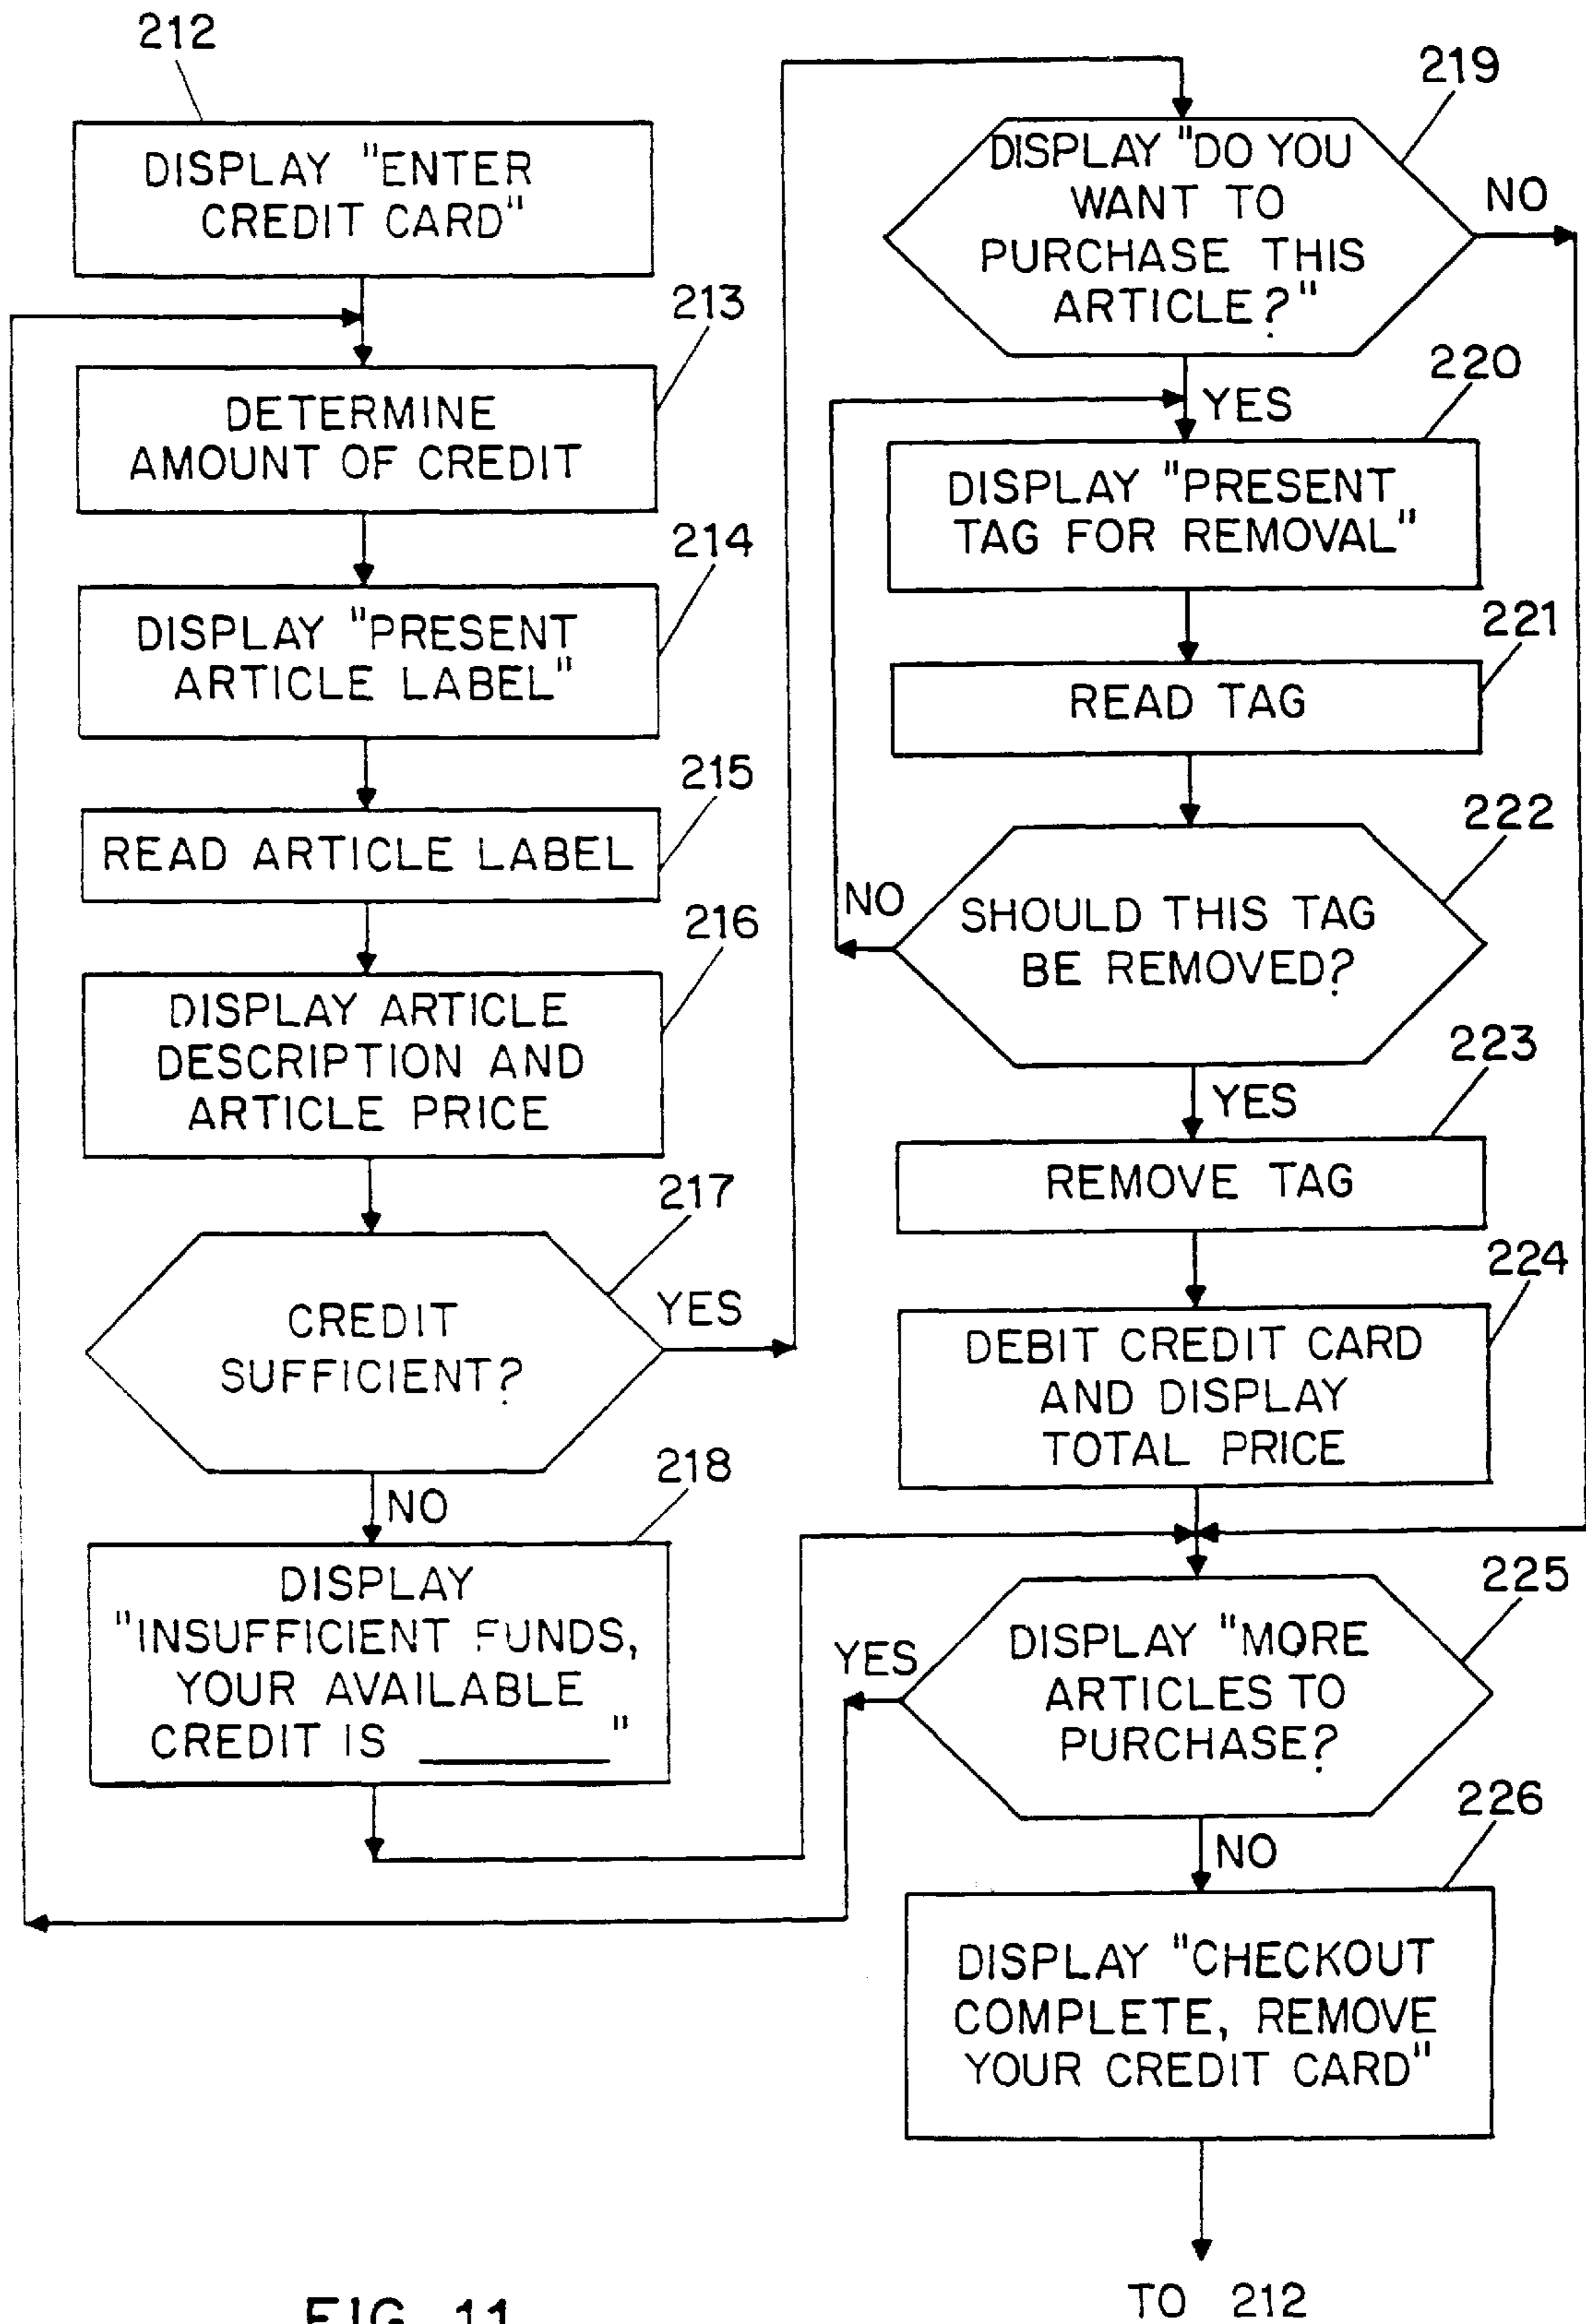 212
DISPLAY "ENTER
CREDIT CARD"
213
DETERMINE
AMOUNT OF CREDIT
214
DISPLAY "PRESENT
ARTICLE LABEL"
215
READ ARTICLE LABEL
216
DISPLAY ARTICLE
DESCRIPTION AND
ARTICLE PRICE
217
CREDIT
SUFFICIENT?
YES
NO
218
DISPLAY
"INSUFFICIENT FUNDS,
YOUR AVAILABLE
CREDIT IS ________"
219
DISPLAY "DO YOU
WANT TO
PURCHASE THIS
ARTICLE?"
NO
YES
220
DISPLAY "PRESENT
TAG FOR REMOVAL"
221
READ TAG
222
SHOULD THIS TAG
BE REMOVED?
NO
YES
223
REMOVE TAG
224
DEBIT CREDIT CARD
AND DISPLAY
TOTAL PRICE
225
DISPLAY "MORE
ARTICLES TO
PURCHASE?
YES
NO
226
DISPLAY "CHECKOUT
COMPLETE, REMOVE
YOUR CREDIT CARD"
TO 212
FIG. 11